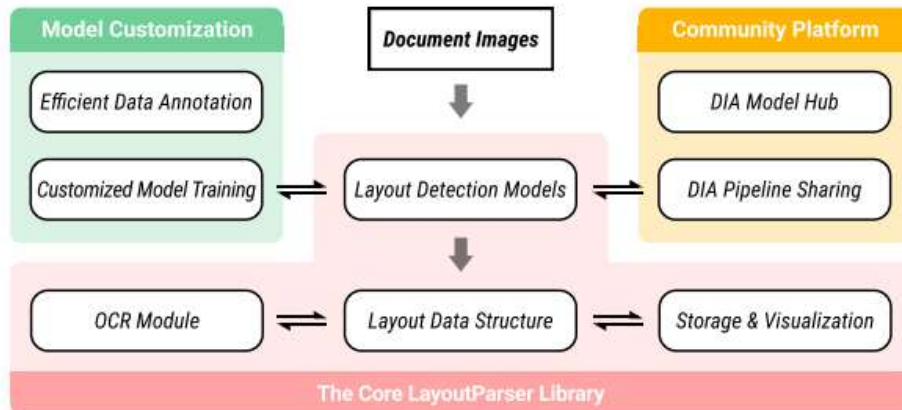 Model Customization
Document Images
Community Platform
Efficient Data Annotation
DIA Model Hub
Customized Model Training
Layout Detection Models
DIA Pipeline Sharing
OCR Module
Layout Data Structure
Storage & Visualization
The Core LayoutParser Library